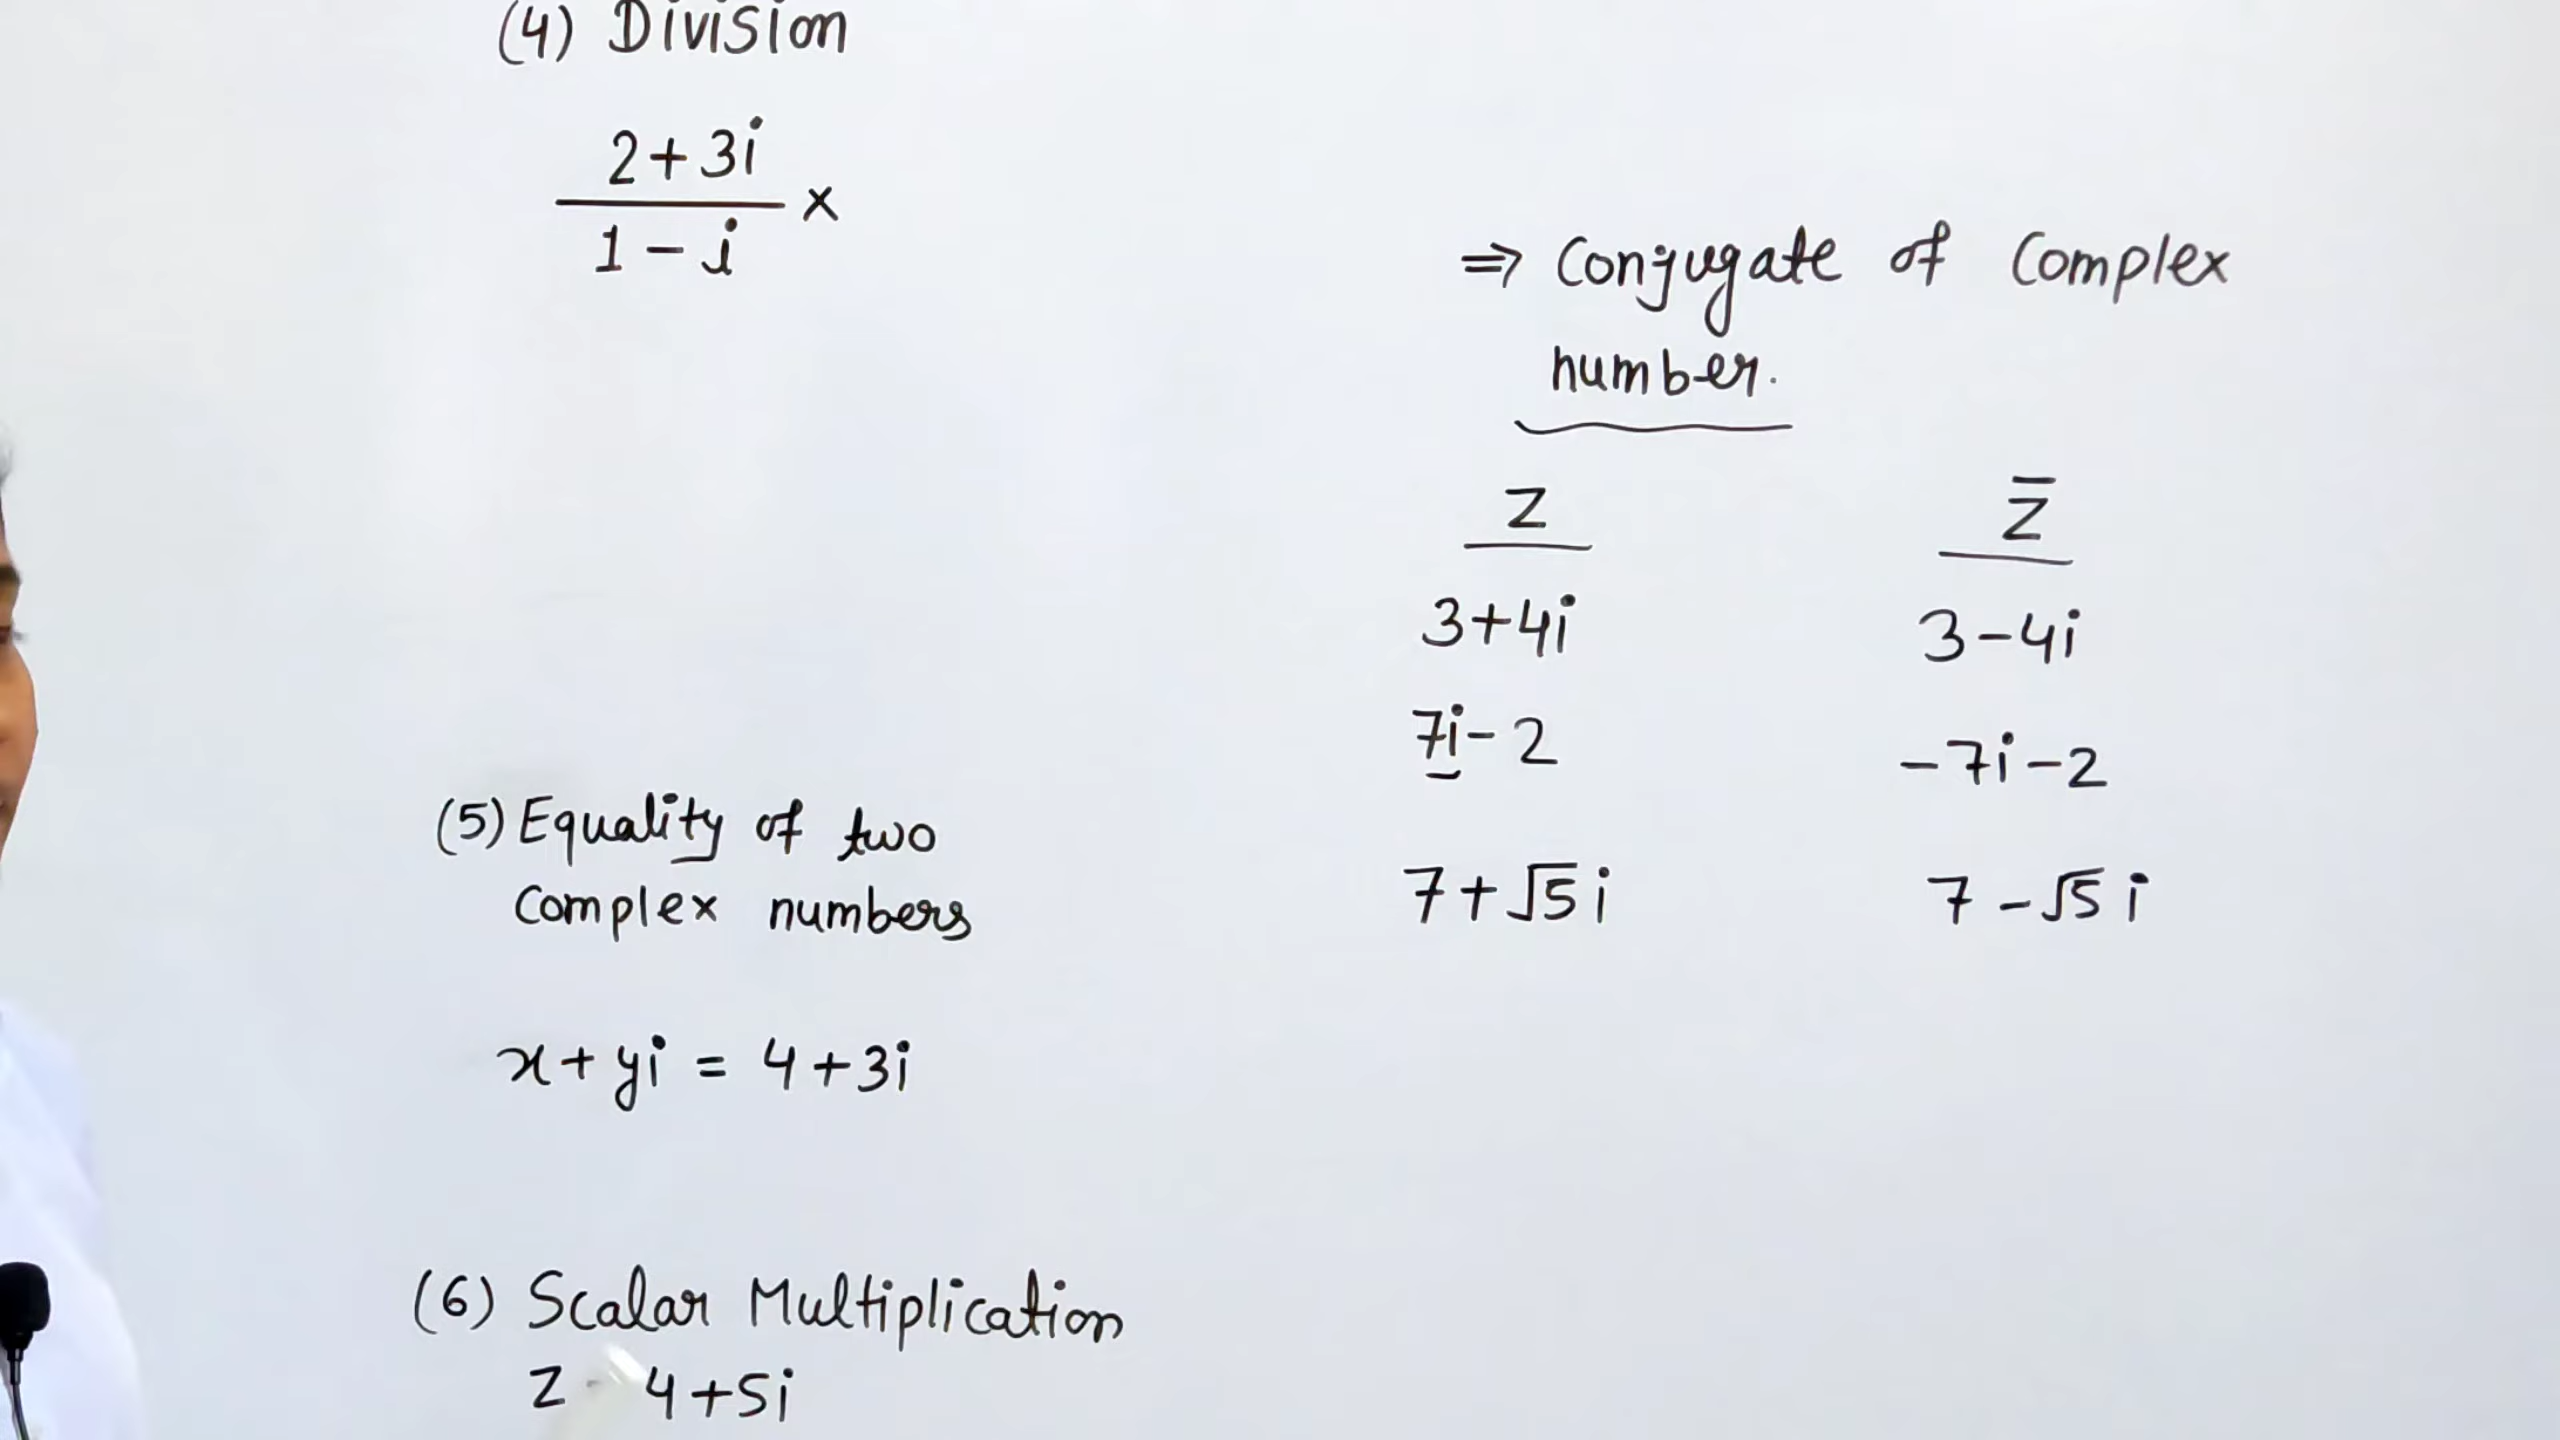 (4) Division
2+3i
1-i
×
(5) Equality of two
Complex numbers
x+yi = 4+3i
(6) Scalar Multiplication
z 4+5i
⇒ Conjugate of Complex
number.
z z̄
3+4i 3-4i
7i-2 -7i-2
7+√5i 7-√5i